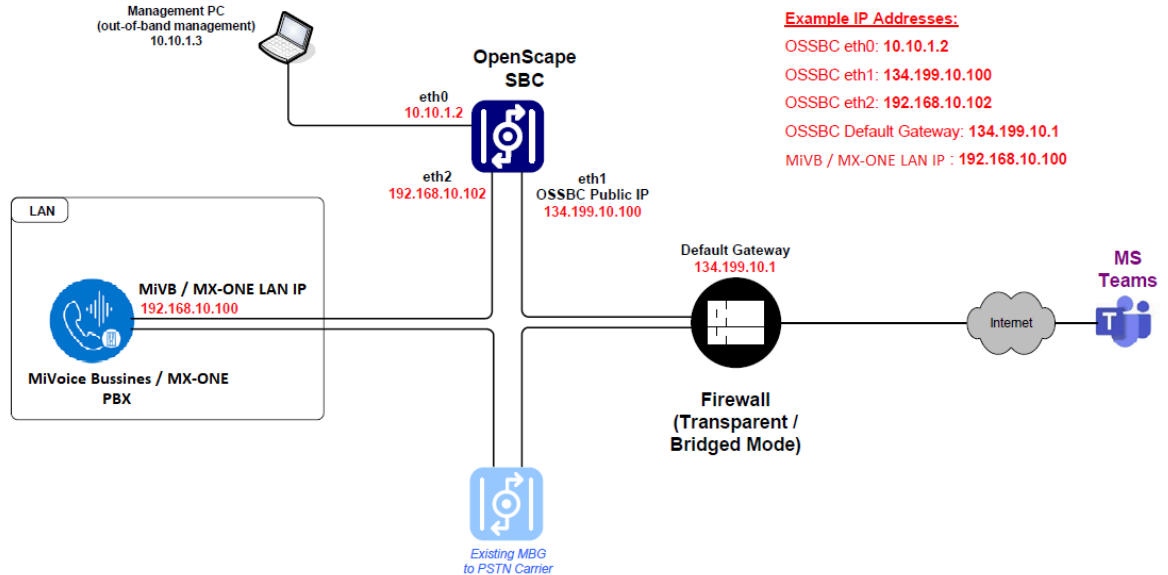 Management PC
(out-of-band management)
10.10.1.3
OpenScape
SBC
eth0
10.10.1.2
eth2
192.168.10.102
eth1
OSSBC Public IP
134.199.10.100
Example IP Addresses:
OSSBC eth0: 10.10.1.2
OSSBC eth1: 134.199.10.100
OSSBC eth2: 192.168.10.102
OSSBC Default Gateway: 134.199.10.1
MiVB / MX-ONE LAN IP : 192.168.10.100
LAN
MiVB / MX-ONE LAN IP
192.168.10.100
MiVoice Bussines / MX-ONE
PBX
Default Gateway
134.199.10.1
Firewall
(Transparent /
Bridged Mode)
Internet
MS
Teams
T
Existing MBG
to PSTN Carrier